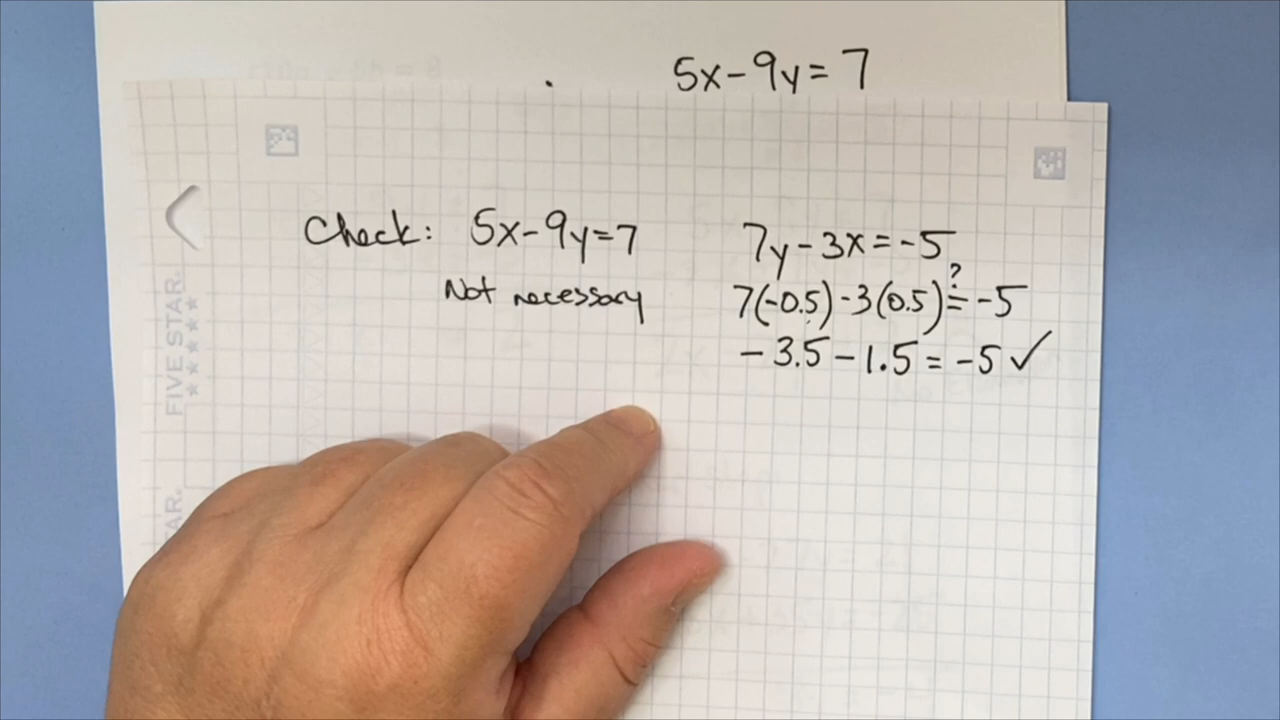 5x-9y=7
Check: 5x-9y=7
7y-3x=-5
Not necessary
7(-0.5)-3(0.5)≟-5
-3.5-1.5=-5✓
FIVE STAR.
★★★★★
STAR.